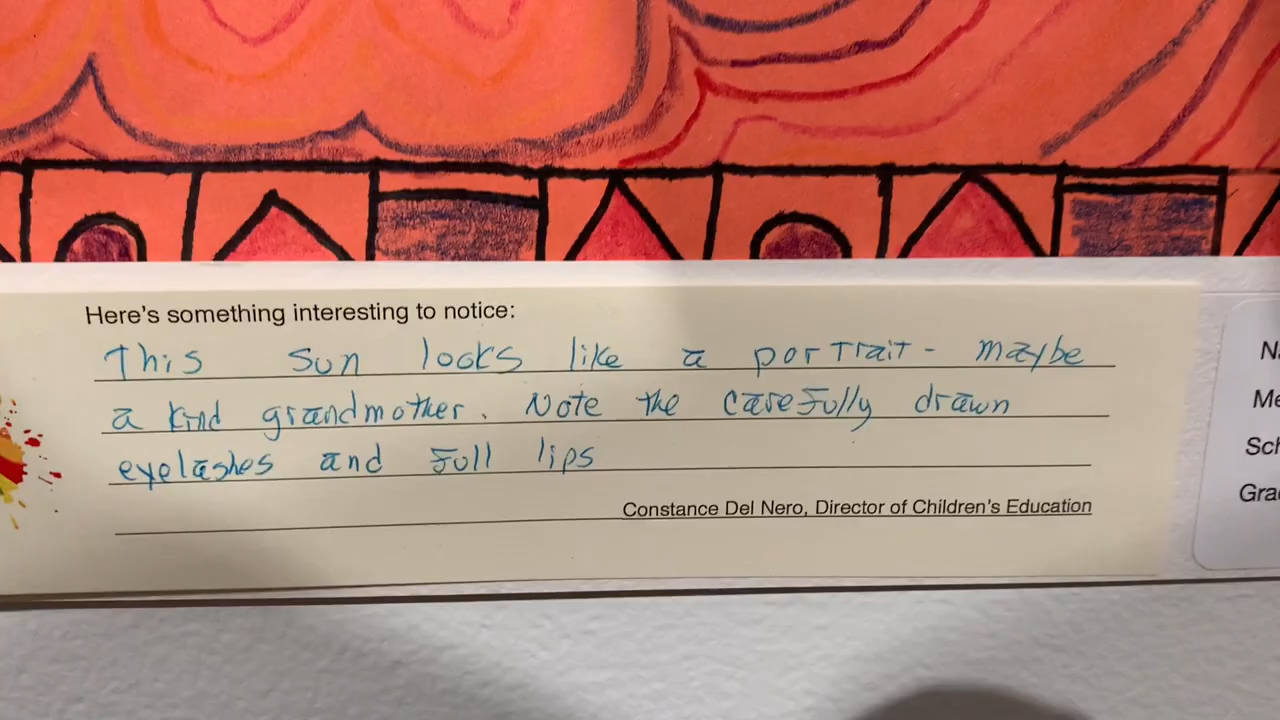 Here's something interesting to notice:
This sun looks like a portrait - maybe
a kind grandmother. Note the carefully drawn
eyelashes and full lips
Constance Del Nero, Director of Children's Education